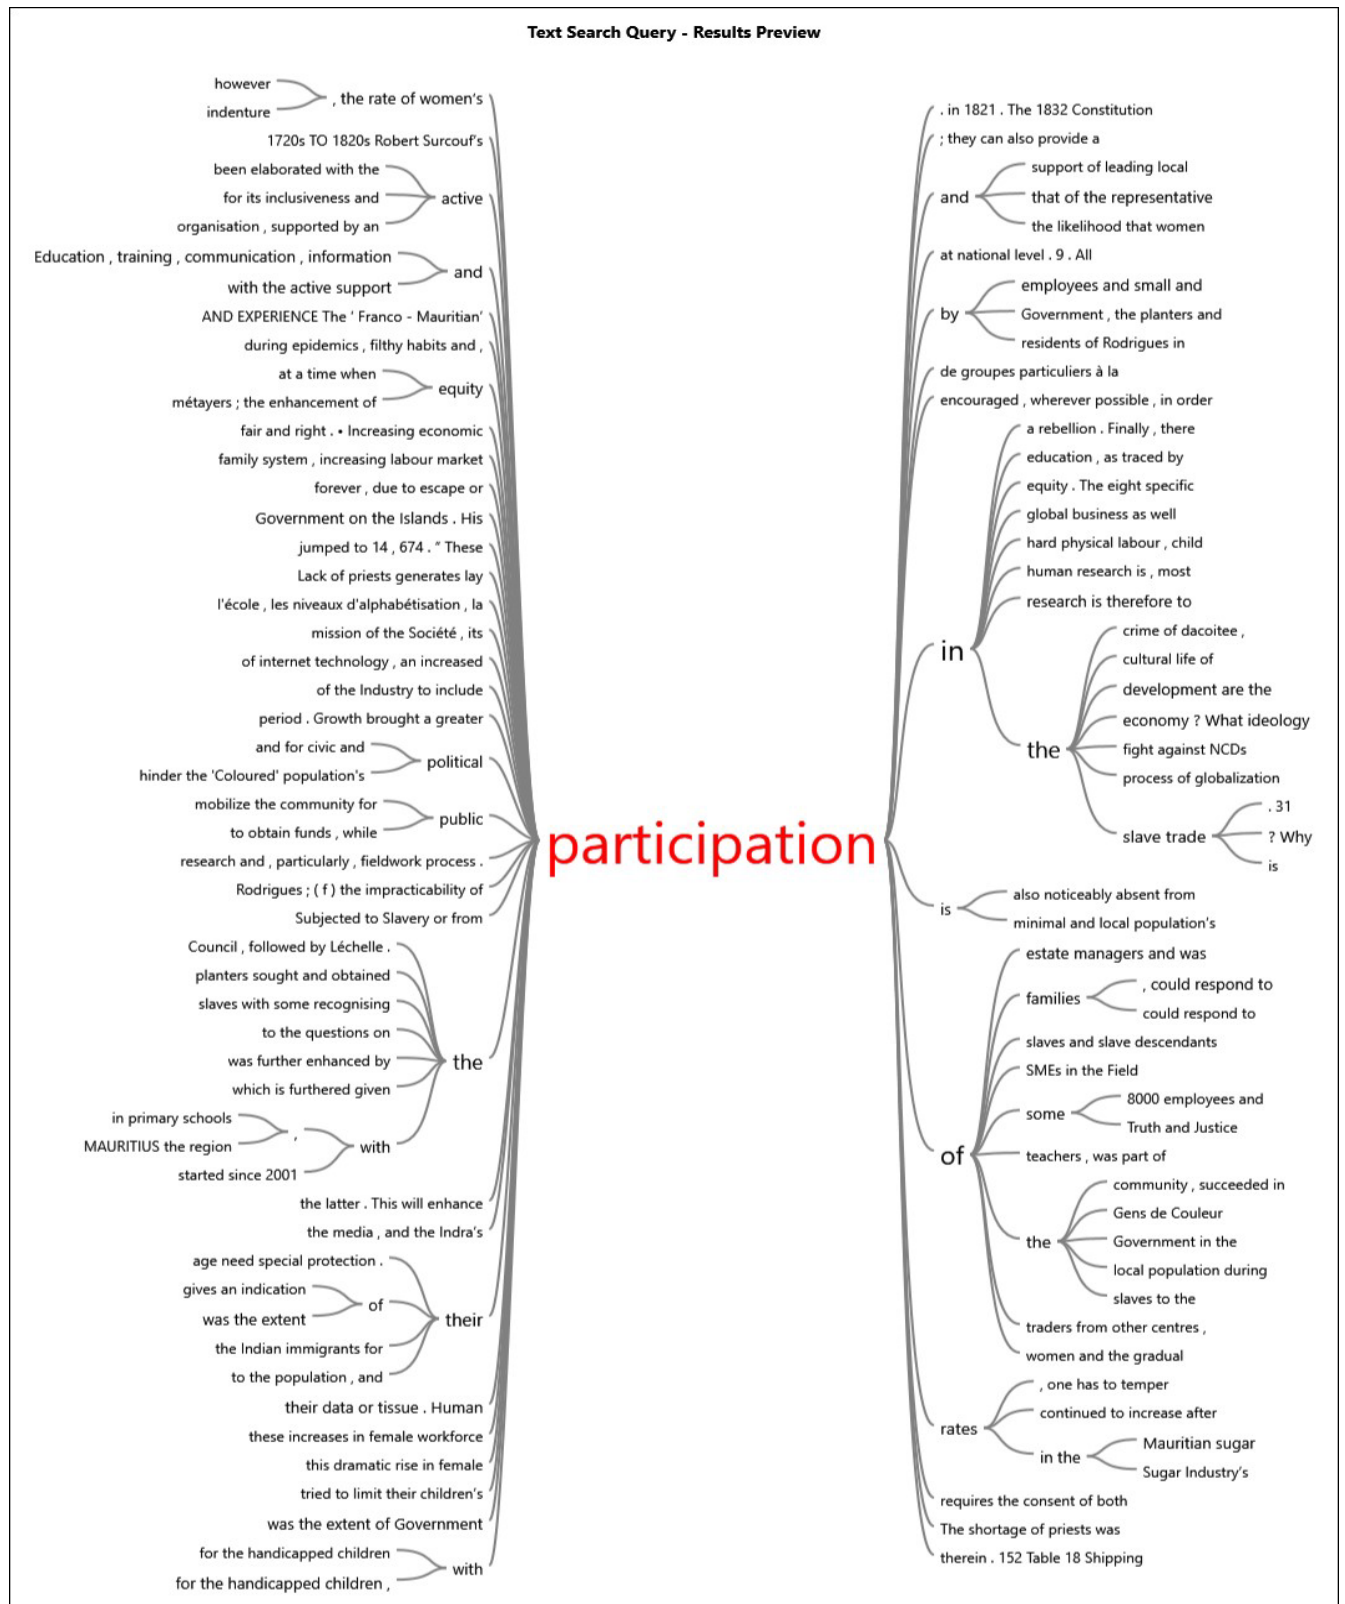 Text Search Query - Results Preview
however
indenture
, the rate of women's
1720s TO 1820s Robert Surcouf's
been elaborated with the
for its inclusiveness and
organisation , supported by an
active
Education , training , communication , information
with the active support
and
AND EXPERIENCE The ' Franco - Mauritian'
during epidemics , filthy habits and ,
at a time when
métayers ; the enhancement of
equity
fair and right . • Increasing economic
family system , increasing labour market
forever , due to escape or
Government on the Islands . His
jumped to 14 , 674 . " These
Lack of priests generates lay
l'école , les niveaux d'alphabétisation , la
mission of the Société , its
of internet technology , an increased
of the Industry to include
period . Growth brought a greater
and for civic and
hinder the 'Coloured' population's
political
mobilize the community for
to obtain funds , while
public
research and , particularly , fieldwork process .
Rodrigues ; ( f ) the impracticability of
Subjected to Slavery or from
Council , followed by Léchelle .
planters sought and obtained
slaves with some recognising
to the questions on
was further enhanced by
which is furthered given
in primary schools
MAURITIUS the region
,
started since 2001
with
the
the latter . This will enhance
the media , and the Indra's
age need special protection .
gives an indication
was the extent
of
the Indian immigrants for
to the population , and
their
their data or tissue . Human
these increases in female workforce
this dramatic rise in female
tried to limit their children's
was the extent of Government
for the handicapped children
for the handicapped children ,
with
participation
. in 1821 . The 1832 Constitution
; they can also provide a
and
support of leading local
that of the representative
the likelihood that women
at national level . 9 . All
by
employees and small and
Government , the planters and
residents of Rodrigues in
de groupes particuliers à la
encouraged , wherever possible , in order
in
a rebellion . Finally , there
education , as traced by
equity . The eight specific
global business as well
hard physical labour , child
human research is , most
research is therefore to
the
crime of dacoitee ,
cultural life of
development are the
economy ? What ideology
fight against NCDs
process of globalization
slave trade
. 31
? Why
is
is
also noticeably absent from
minimal and local population's
of
estate managers and was
families
, could respond to
could respond to
slaves and slave descendants
SMEs in the Field
some
8000 employees and
Truth and Justice
teachers , was part of
the
community , succeeded in
Gens de Couleur
Government in the
local population during
slaves to the
traders from other centres ,
women and the gradual
rates
, one has to temper
continued to increase after
in the
Mauritian sugar
Sugar Industry's
requires the consent of both
The shortage of priests was
therein . 152 Table 18 Shipping